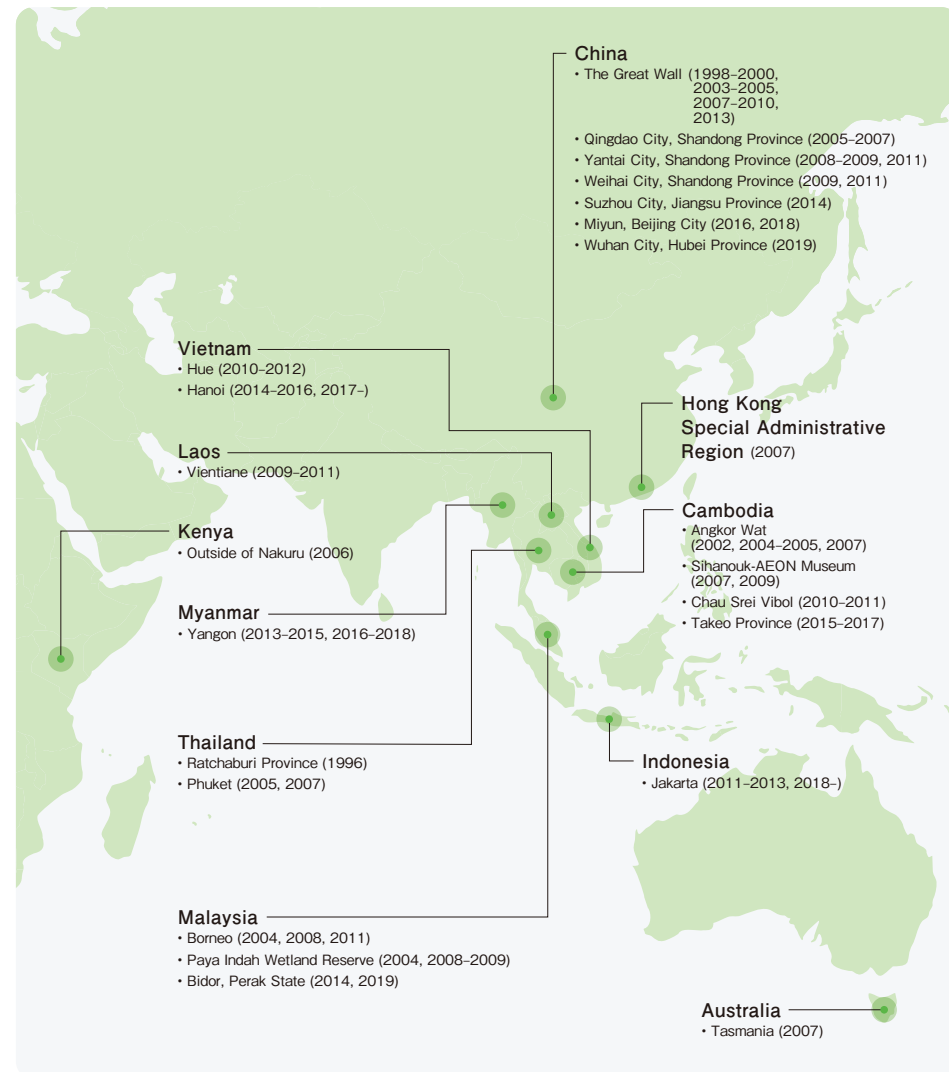 China
• The Great Wall (1998–2000,
2003–2005,
2007–2010,
2013)
• Qingdao City, Shandong Province (2005–2007)
• Yantai City, Shandong Province (2008–2009, 2011)
• Weihai City, Shandong Province (2009, 2011)
• Suzhou City, Jiangsu Province (2014)
• Miyun, Beijing City (2016, 2018)
• Wuhan City, Hubei Province (2019)
Vietnam
• Hue (2010–2012)
• Hanoi (2014–2016, 2017–)
Hong Kong
Special Administrative
Region (2007)
Laos
• Vientiane (2009–2011)
Cambodia
• Angkor Wat
(2002, 2004–2005, 2007)
• Sihanouk-AEON Museum
(2007, 2009)
• Chau Srei Vibol (2010–2011)
• Takeo Province (2015–2017)
Kenya
• Outside of Nakuru (2006)
Myanmar
• Yangon (2013–2015, 2016–2018)
Thailand
• Ratchaburi Province (1996)
• Phuket (2005, 2007)
Indonesia
• Jakarta (2011–2013, 2018–)
Malaysia
• Borneo (2004, 2008, 2011)
• Paya Indah Wetland Reserve (2004, 2008–2009)
• Bidor, Perak State (2014, 2019)
Australia
• Tasmania (2007)